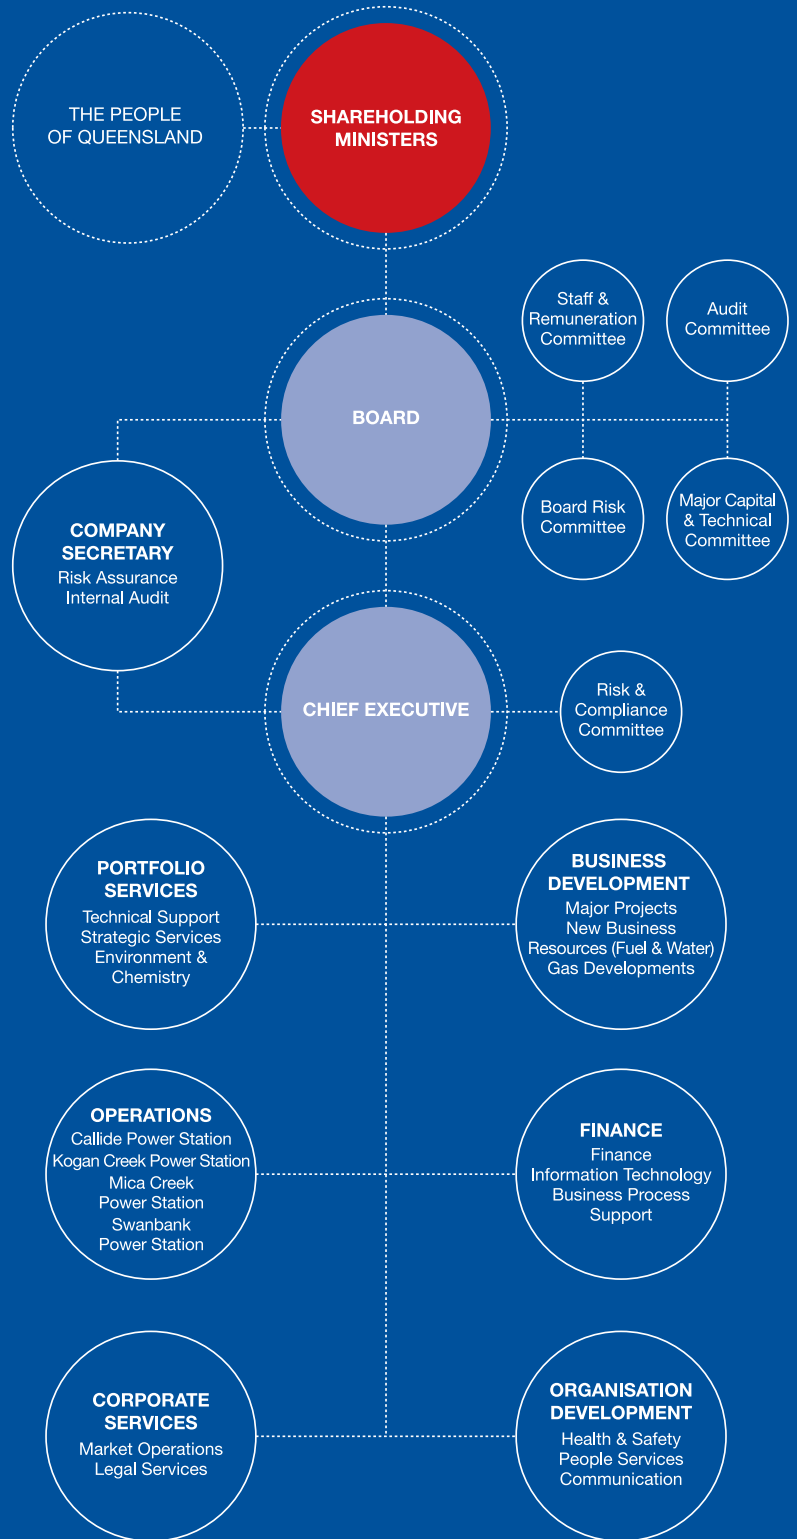 THE PEOPLE
OF QUEENSLAND
SHAREHOLDING
MINISTERS
Staff &
Remuneration
Committee
Audit
Committee
BOARD
Board Risk
Committee
Major Capital
& Technical
Committee
COMPANY
SECRETARY
Risk Assurance
Internal Audit
CHIEF EXECUTIVE
Risk &
Compliance
Committee
PORTFOLIO
SERVICES
Technical Support
Strategic Services
Environment &
Chemistry
BUSINESS
DEVELOPMENT
Major Projects
New Business
Resources (Fuel & Water)
Gas Developments
OPERATIONS
Callide Power Station
Kogan Creek Power Station
Mica Creek
Power Station
Swanbank
Power Station
FINANCE
Finance
Information Technology
Business Process
Support
CORPORATE
SERVICES
Market Operations
Legal Services
ORGANISATION
DEVELOPMENT
Health & Safety
People Services
Communication